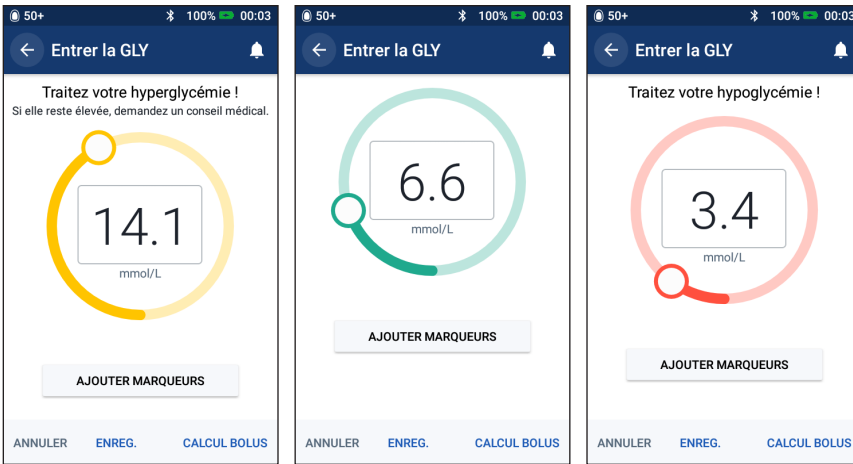 50+ 100% 00:03
Entrer la GLY
Traitez votre hyperglycémie !
Si elle reste élevée, demandez un conseil médical.
14.1
mmol/L
AJOUTER MARQUEURS
ANNULER ENREG. CALCUL BOLUS
50+ 100% 00:03
Entrer la GLY
6.6
mmol/L
AJOUTER MARQUEURS
ANNULER ENREG. CALCUL BOLUS
50+ 100% 00:03
Entrer la GLY
Traitez votre hypoglycémie !
3.4
mmol/L
AJOUTER MARQUEURS
ANNULER ENREG. CALCUL BOLUS